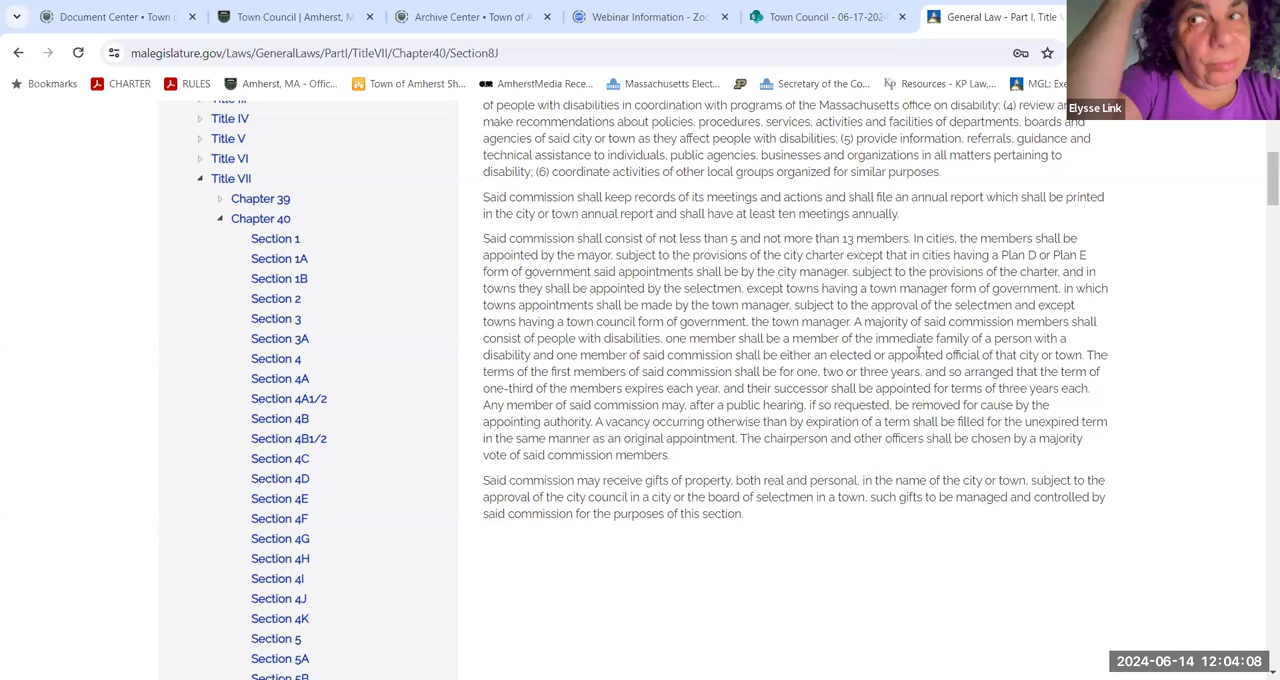 Document Center • Town o
Town Council | Amherst, M
Archive Center • Town of A
Webinar Information - Zoo
Town Council - 06-17-2024
General Law - Part I, Title V
malegislature.gov/Laws/GeneralLaws/PartI/TitleVII/Chapter40/Section8J
Bookmarks
CHARTER
RULES
Amherst, MA - Offic...
Town of Amherst Sh...
AmherstMedia Rece...
Massachusetts Elect...
Secretary of the Co...
Resources - KP Law,...
MGL:
Elysse Link
Title III
Title IV
Title V
Title VI
Title VII
Chapter 39
Chapter 40
Section 1
Section 1A
Section 1B
Section 2
Section 3
Section 3A
Section 4
Section 4A
Section 4A1/2
Section 4B
Section 4B1/2
Section 4C
Section 4D
Section 4E
Section 4F
Section 4G
Section 4H
Section 4I
Section 4J
Section 4K
Section 5
Section 5A
Section 5B
of people with disabilities in coordination with programs of the Massachusetts office on disability; (4) review and
make recommendations about policies, procedures, services, activities and facilities of departments, boards and
agencies of said city or town as they affect people with disabilities; (5) provide information, referrals, guidance and
technical assistance to individuals, public agencies, businesses and organizations in all matters pertaining to
disability; (6) coordinate activities of other local groups organized for similar purposes.
Said commission shall keep records of its meetings and actions and shall file an annual report which shall be printed
in the city or town annual report and shall have at least ten meetings annually.
Said commission shall consist of not less than 5 and not more than 13 members. In cities, the members shall be
appointed by the mayor, subject to the provisions of the city charter except that in cities having a Plan D or Plan E
form of government said appointments shall be by the city manager, subject to the provisions of the charter, and in
towns they shall be appointed by the selectmen, except towns having a town manager form of government, in which
towns appointments shall be made by the town manager, subject to the approval of the selectmen and except
towns having a town council form of government, the town manager. A majority of said commission members shall
consist of people with disabilities, one member shall be a member of the immediate family of a person with a
disability and one member of said commission shall be either an elected or appointed official of that city or town. The
terms of the first members of said commission shall be for one, two or three years, and so arranged that the term of
one-third of the members expires each year, and their successor shall be appointed for terms of three years each.
Any member of said commission may, after a public hearing, if so requested, be removed for cause by the
appointing authority. A vacancy occurring otherwise than by expiration of a term shall be filled for the unexpired term
in the same manner as an original appointment. The chairperson and other officers shall be chosen by a majority
vote of said commission members.
Said commission may receive gifts of property, both real and personal, in the name of the city or town, subject to the
approval of the city council in a city or the board of selectmen in a town, such gifts to be managed and controlled by
said commission for the purposes of this section.
2024-06-14 12:04:08